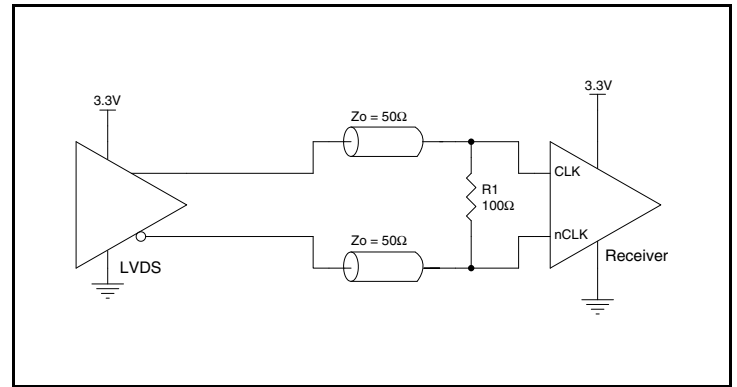 3.3V
3.3V
Zo = 50Ω
CLK
R1
100Ω
nCLK
Zo = 50Ω
LVDS
Receiver